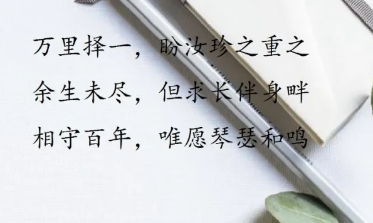 万里择一，盼汝珍之重之
余生未尽，但求长伴身畔
相守百年，唯愿琴瑟和鸣